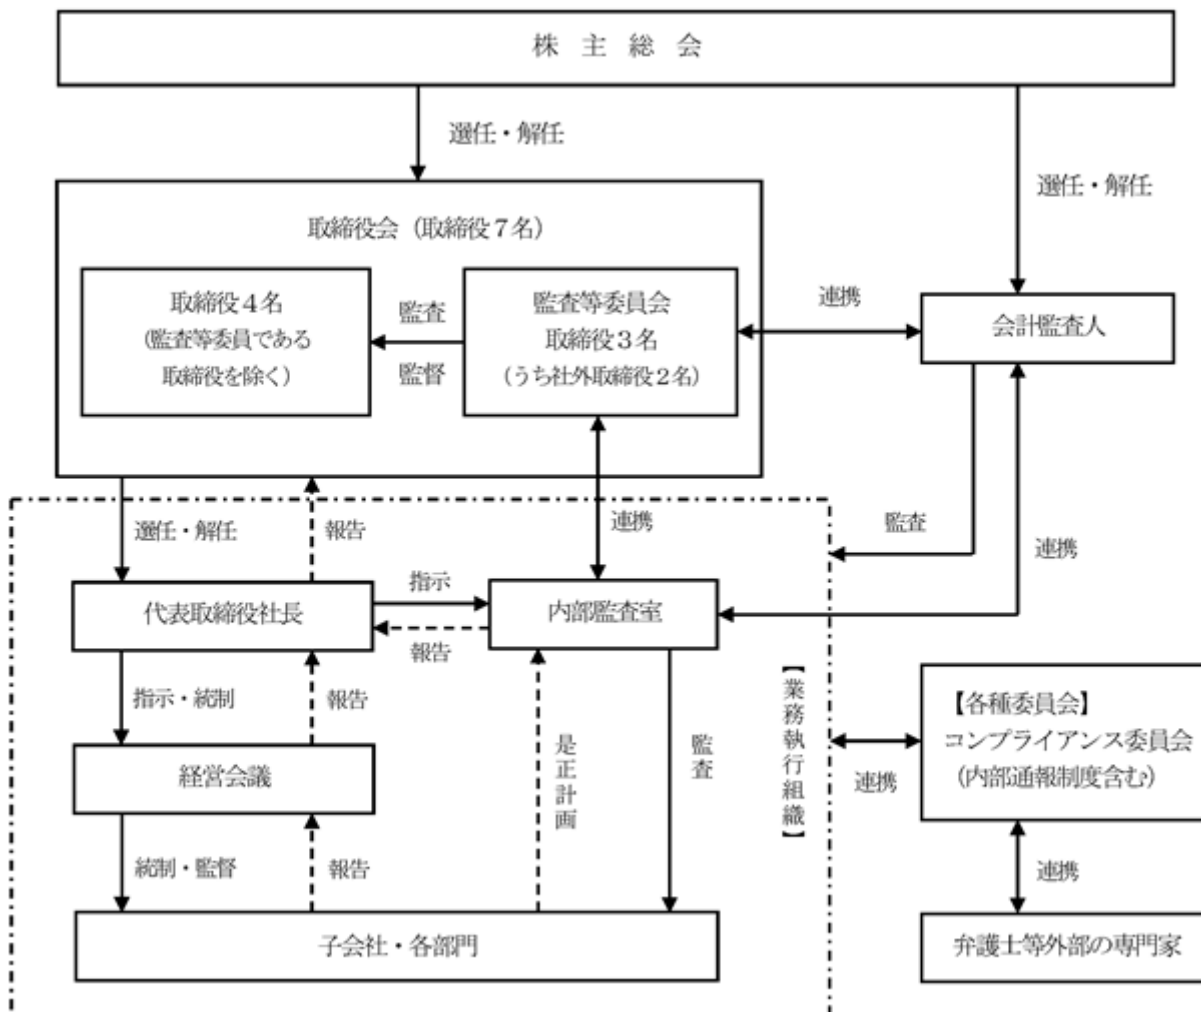 株主総会
選任・解任
選任・解任
取締役会（取締役７名）
取締役４名
（監査等委員である
取締役を除く）
監査
監督
監査等委員会
取締役３名
（うち社外取締役２名）
連携
会計監査人
選任・解任
報告
連携
監査
連携
代表取締役社長
指示
報告
内部監査室
指示・統制
報告
是正計画
監査
【業務執行組織】
経営会議
統制・監督
報告
子会社・各部門
連携
【各種委員会】
コンプライアンス委員会
（内部通報制度含む）
連携
弁護士等外部の専門家